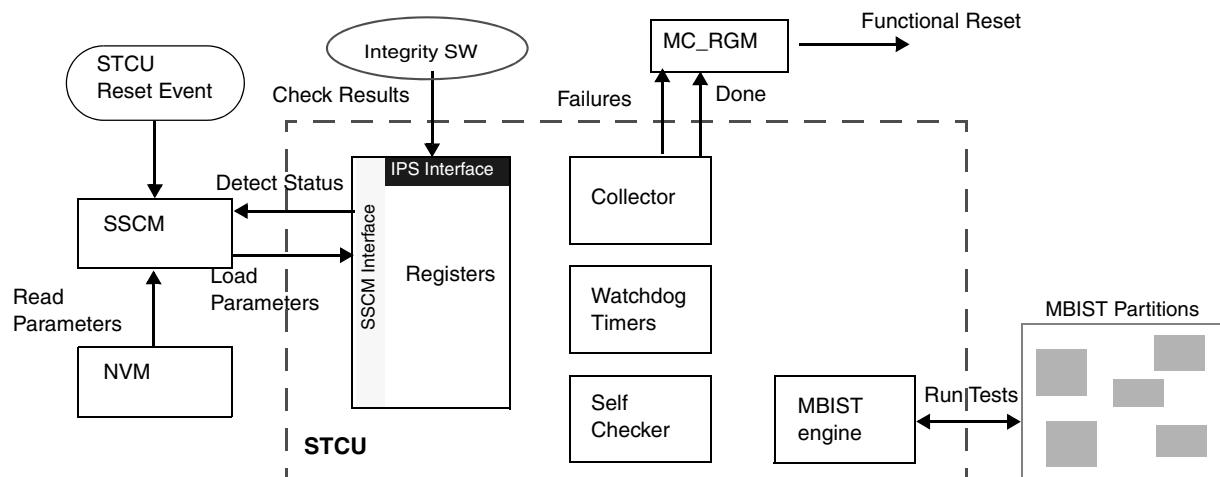 Functional Reset
MC_RGM
Integrity SW
STCU
Reset Event
Check Results
Failures
Done
IPS Interface
Detect Status
SSCM Interface
Collector
SSCM
Registers
Load
Parameters
Read
Parameters
Watchdog
Timers
MBIST Partitions
NVM
Self
Checker
MBIST
engine
Run Tests
STCU